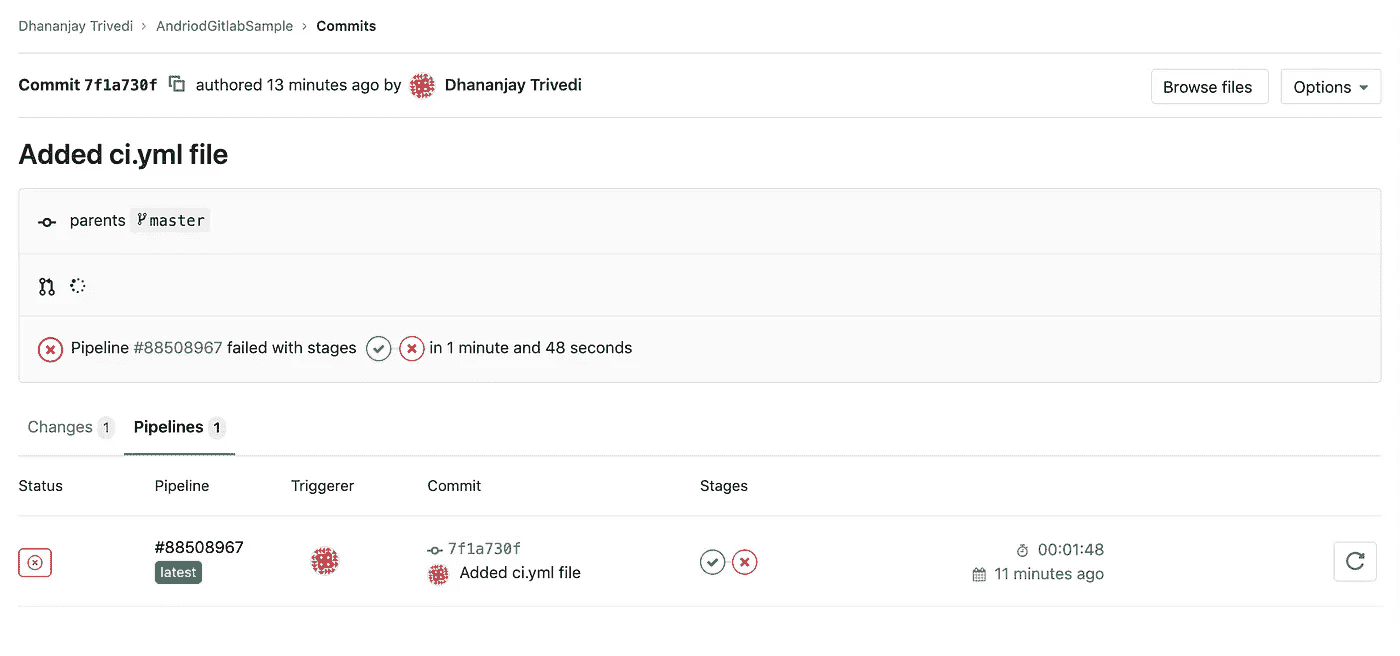 Dhananjay Trivedi › AndriodGitlabSample › Commits
Commit 7f1a730f authored 13 minutes ago by Dhananjay Trivedi Browse files Options
Added ci.yml file
parents master
Pipeline #88508967 failed with stages in 1 minute and 48 seconds
Changes 1 Pipelines 1
Status Pipeline Triggerer Commit Stages
#88508967 7f1a730f 00:01:48
latest Added ci.yml file 11 minutes ago